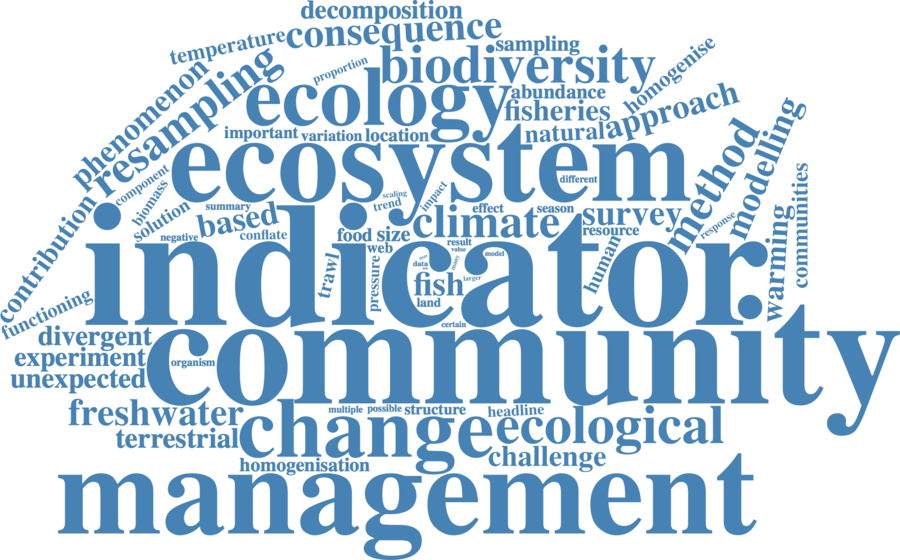 decomposition
consequence
temperature
sampling
homogenise
proportion
biodiversity
phenomenon
resampling
ecology
abundance
fisheries
approach
natural
important
variation
location
ecosystem
method
modelling
component
biomass
solution
contribution
functioning
different
scaling
trend
impact
summary
based
negative
conflate
effect
season
climate
survey
resource
response
communities
warming
human
food
size
web
result
value
model
data
many
larger
fish
land
trawl
pressure
indicator
certain
community
divergent
experiment
unexpected
organism
freshwater
terrestrial
multiple
possible
structure
headline
change
ecological
challenge
homogenisation
management